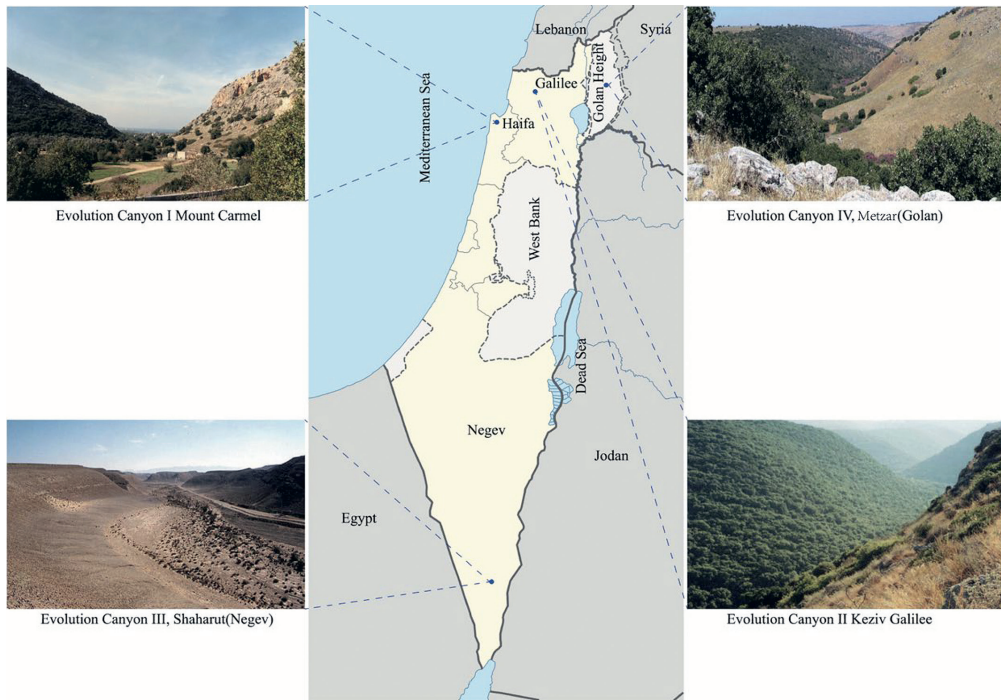 Lebanon
Syria
Galilee
Golan Height
Haifa
Mediterranean Sea
Evolution Canyon I Mount Carmel
Evolution Canyon IV, Metzar(Golan)
West Bank
Dead Sea
Negev
Jodan
Egypt
Evolution Canyon III, Shaharut(Negev)
Evolution Canyon II Keziv Galilee